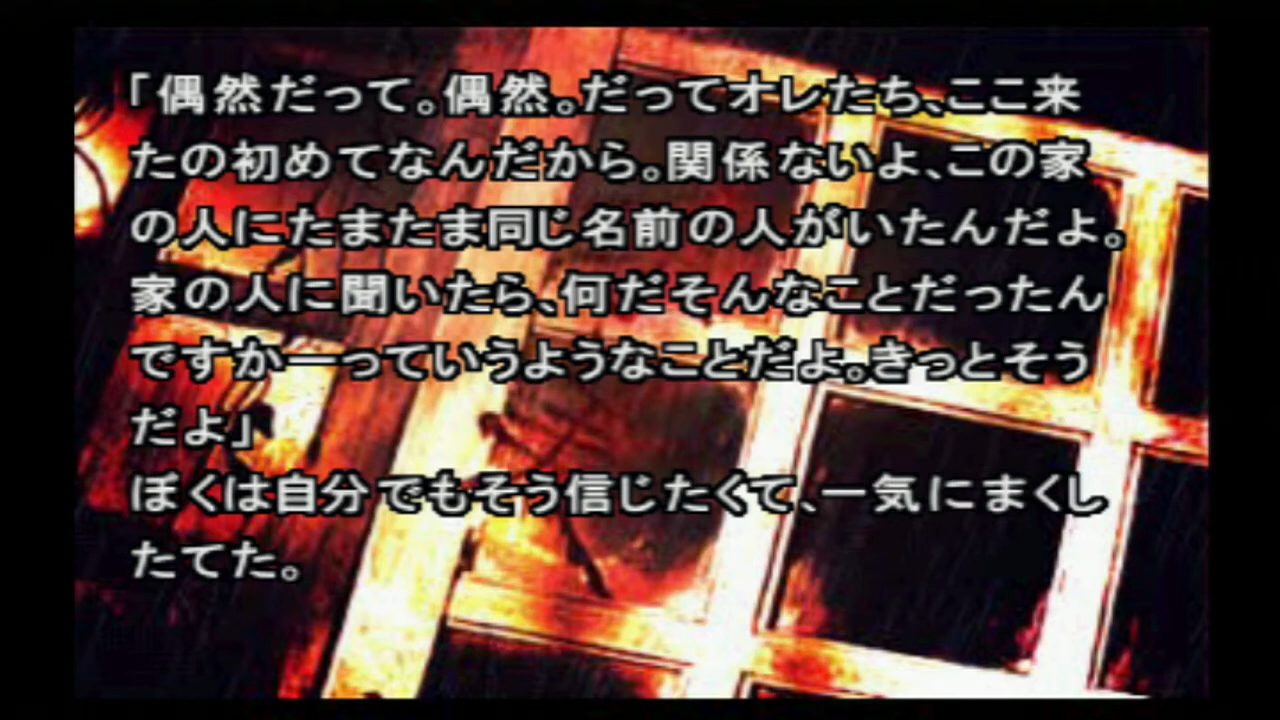 「偶然だって。偶然。だってオレたち、ここ来
たの初めてなんだから。関係ないよ、この家
の人にたまたま同じ名前の人がいたんだよ。
家の人に聞いたら、何だそんなことだったん
ですかーっていうようなことだよ。きっとそう
だよ」
ぼくは自分でもそう信じたくて、一気にまくし
たてた。